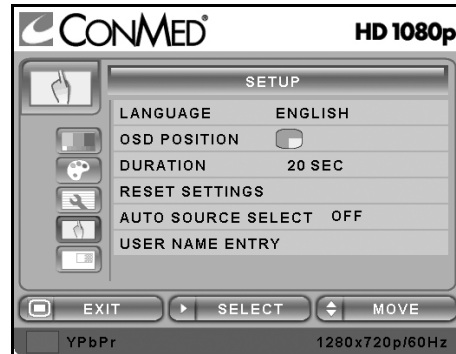 CONMED®
HD 1080p
SETUP
LANGUAGE ENGLISH
OSD POSITION
DURATION 20 SEC
RESET SETTINGS
AUTO SOURCE SELECT OFF
USER NAME ENTRY
EXIT SELECT MOVE
YPbPr 1280x720p/60Hz